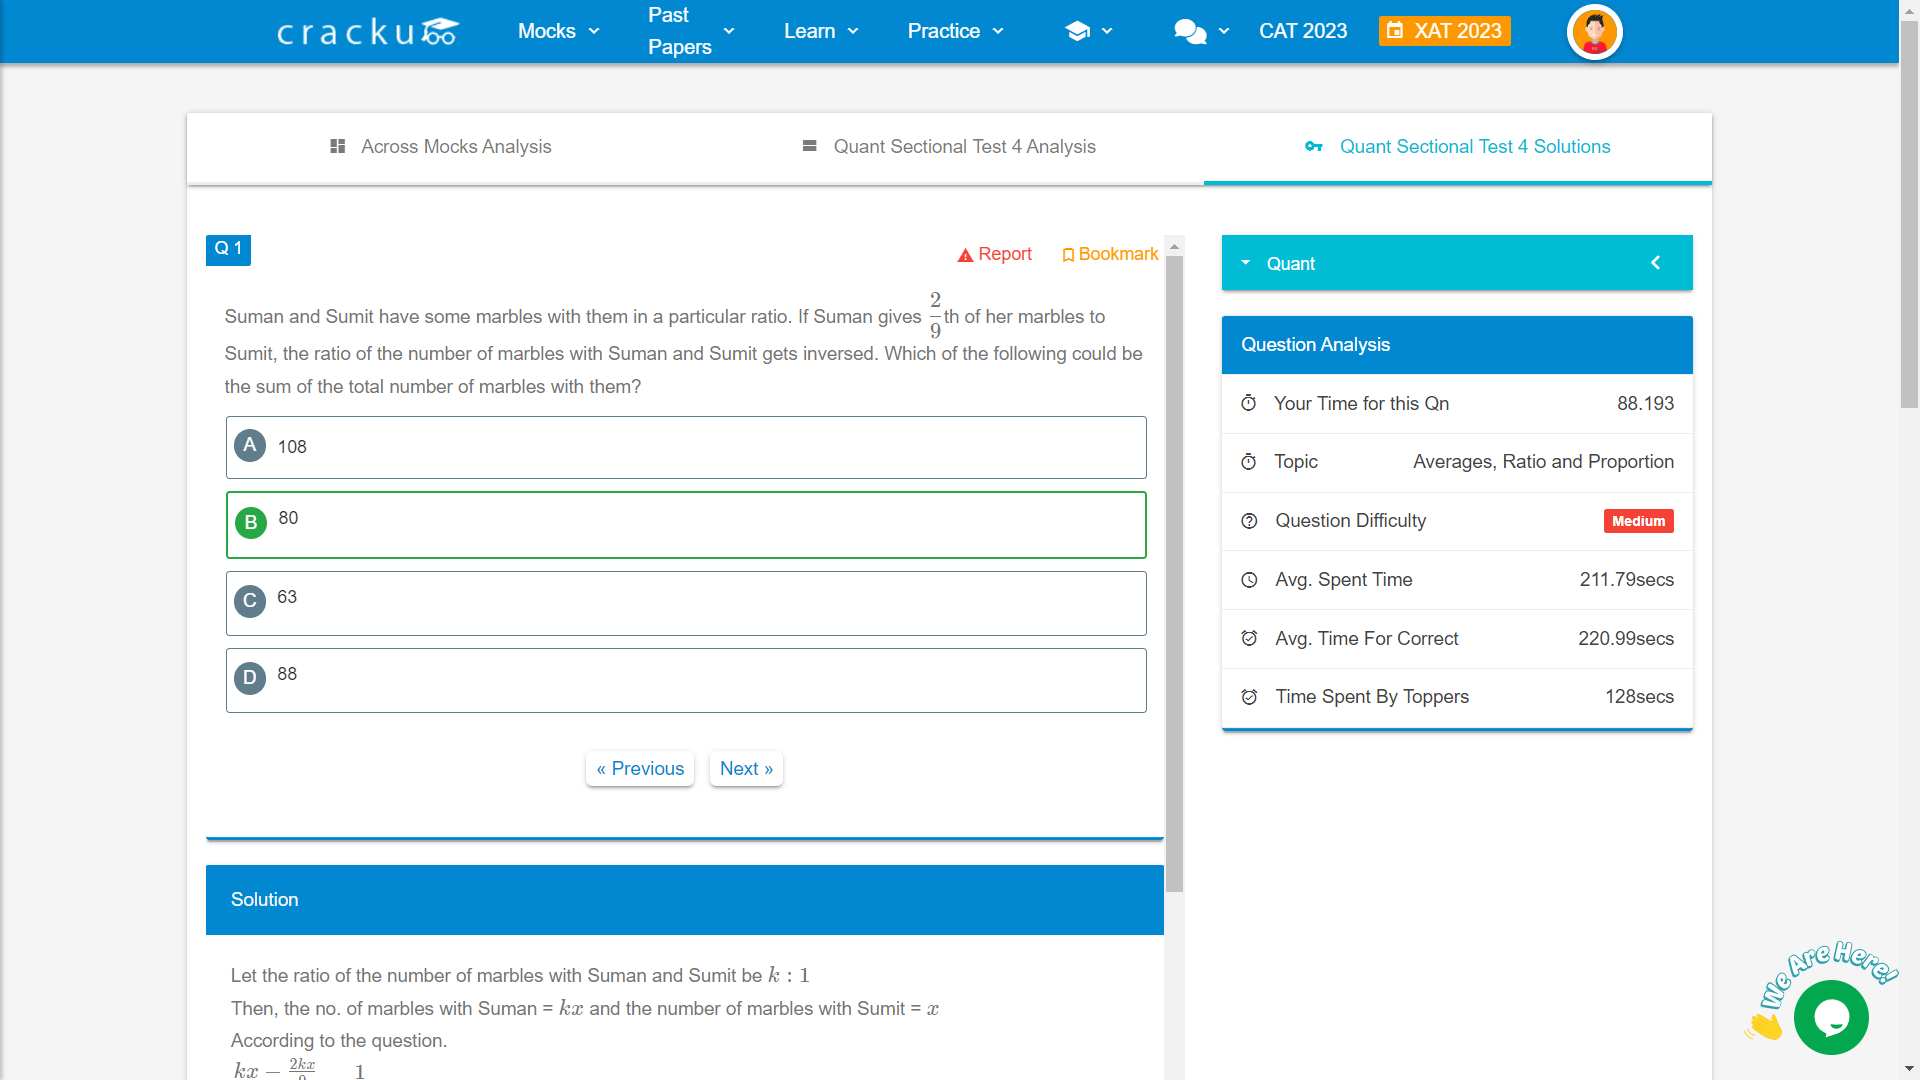 cracku
Mocks
Past Papers
Learn
Practice
CAT 2023
XAT 2023
Across Mocks Analysis
Quant Sectional Test 4 Analysis
Quant Sectional Test 4 Solutions
Q 1
Report
Bookmark
Suman and Sumit have some marbles with them in a particular ratio. If Suman gives 2/9 th of her marbles to
Sumit, the ratio of the number of marbles with Suman and Sumit gets inversed. Which of the following could be
the sum of the total number of marbles with them?
A 108
B 80
C 63
D 88
« Previous
Next »
Solution
Let the ratio of the number of marbles with Suman and Sumit be k : 1
Then, the no. of marbles with Suman = kx and the number of marbles with Sumit = x
According to the question.
kx − 2kx/9 1
Quant
Question Analysis
Your Time for this Qn 88.193
Topic Averages, Ratio and Proportion
Question Difficulty Medium
Avg. Spent Time 211.79secs
Avg. Time For Correct 220.99secs
Time Spent By Toppers 128secs
We Are Here!